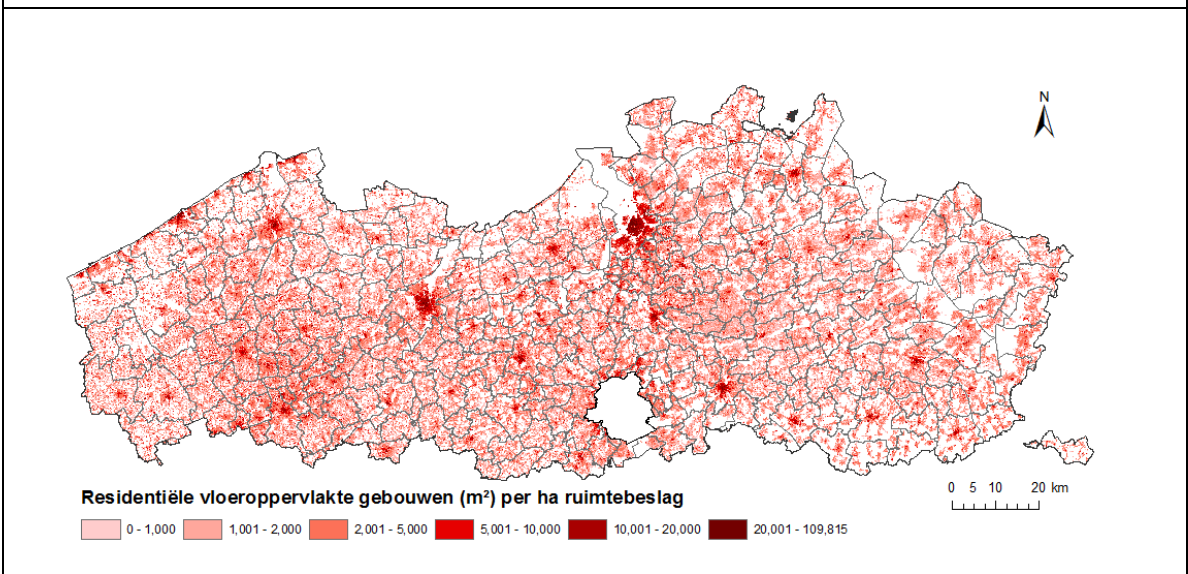 N
0 5 10 20 km
Residentiële vloeroppervlakte gebouwen (m²) per ha ruimtebeslag
0 - 1,000 1,001 - 2,000 2,001 - 5,000 5,001 - 10,000 10,001 - 20,000 20,001 - 109,815